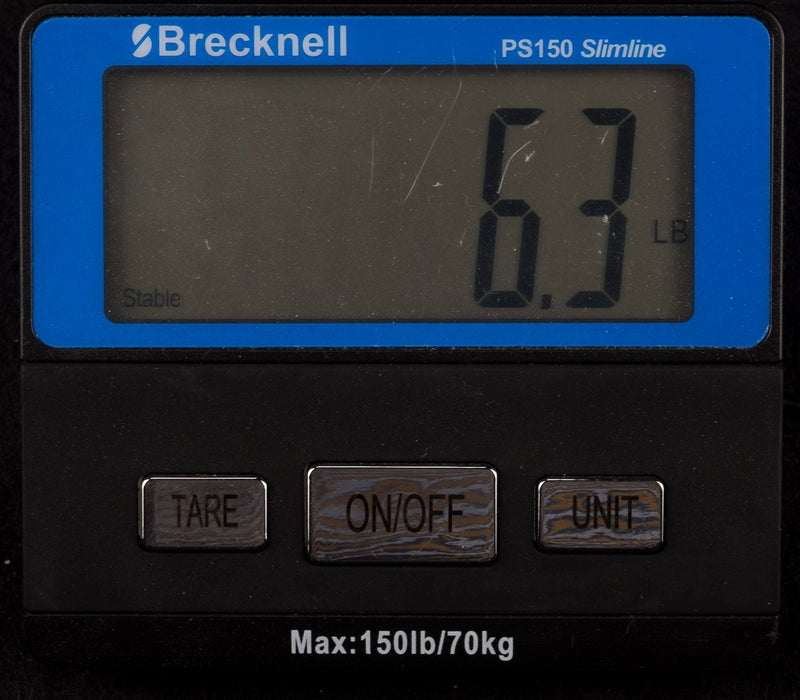 Brecknell
PS150 Slimline
6.3
LB
Stable
TARE ON/OFF UNIT
Max:150lb/70kg